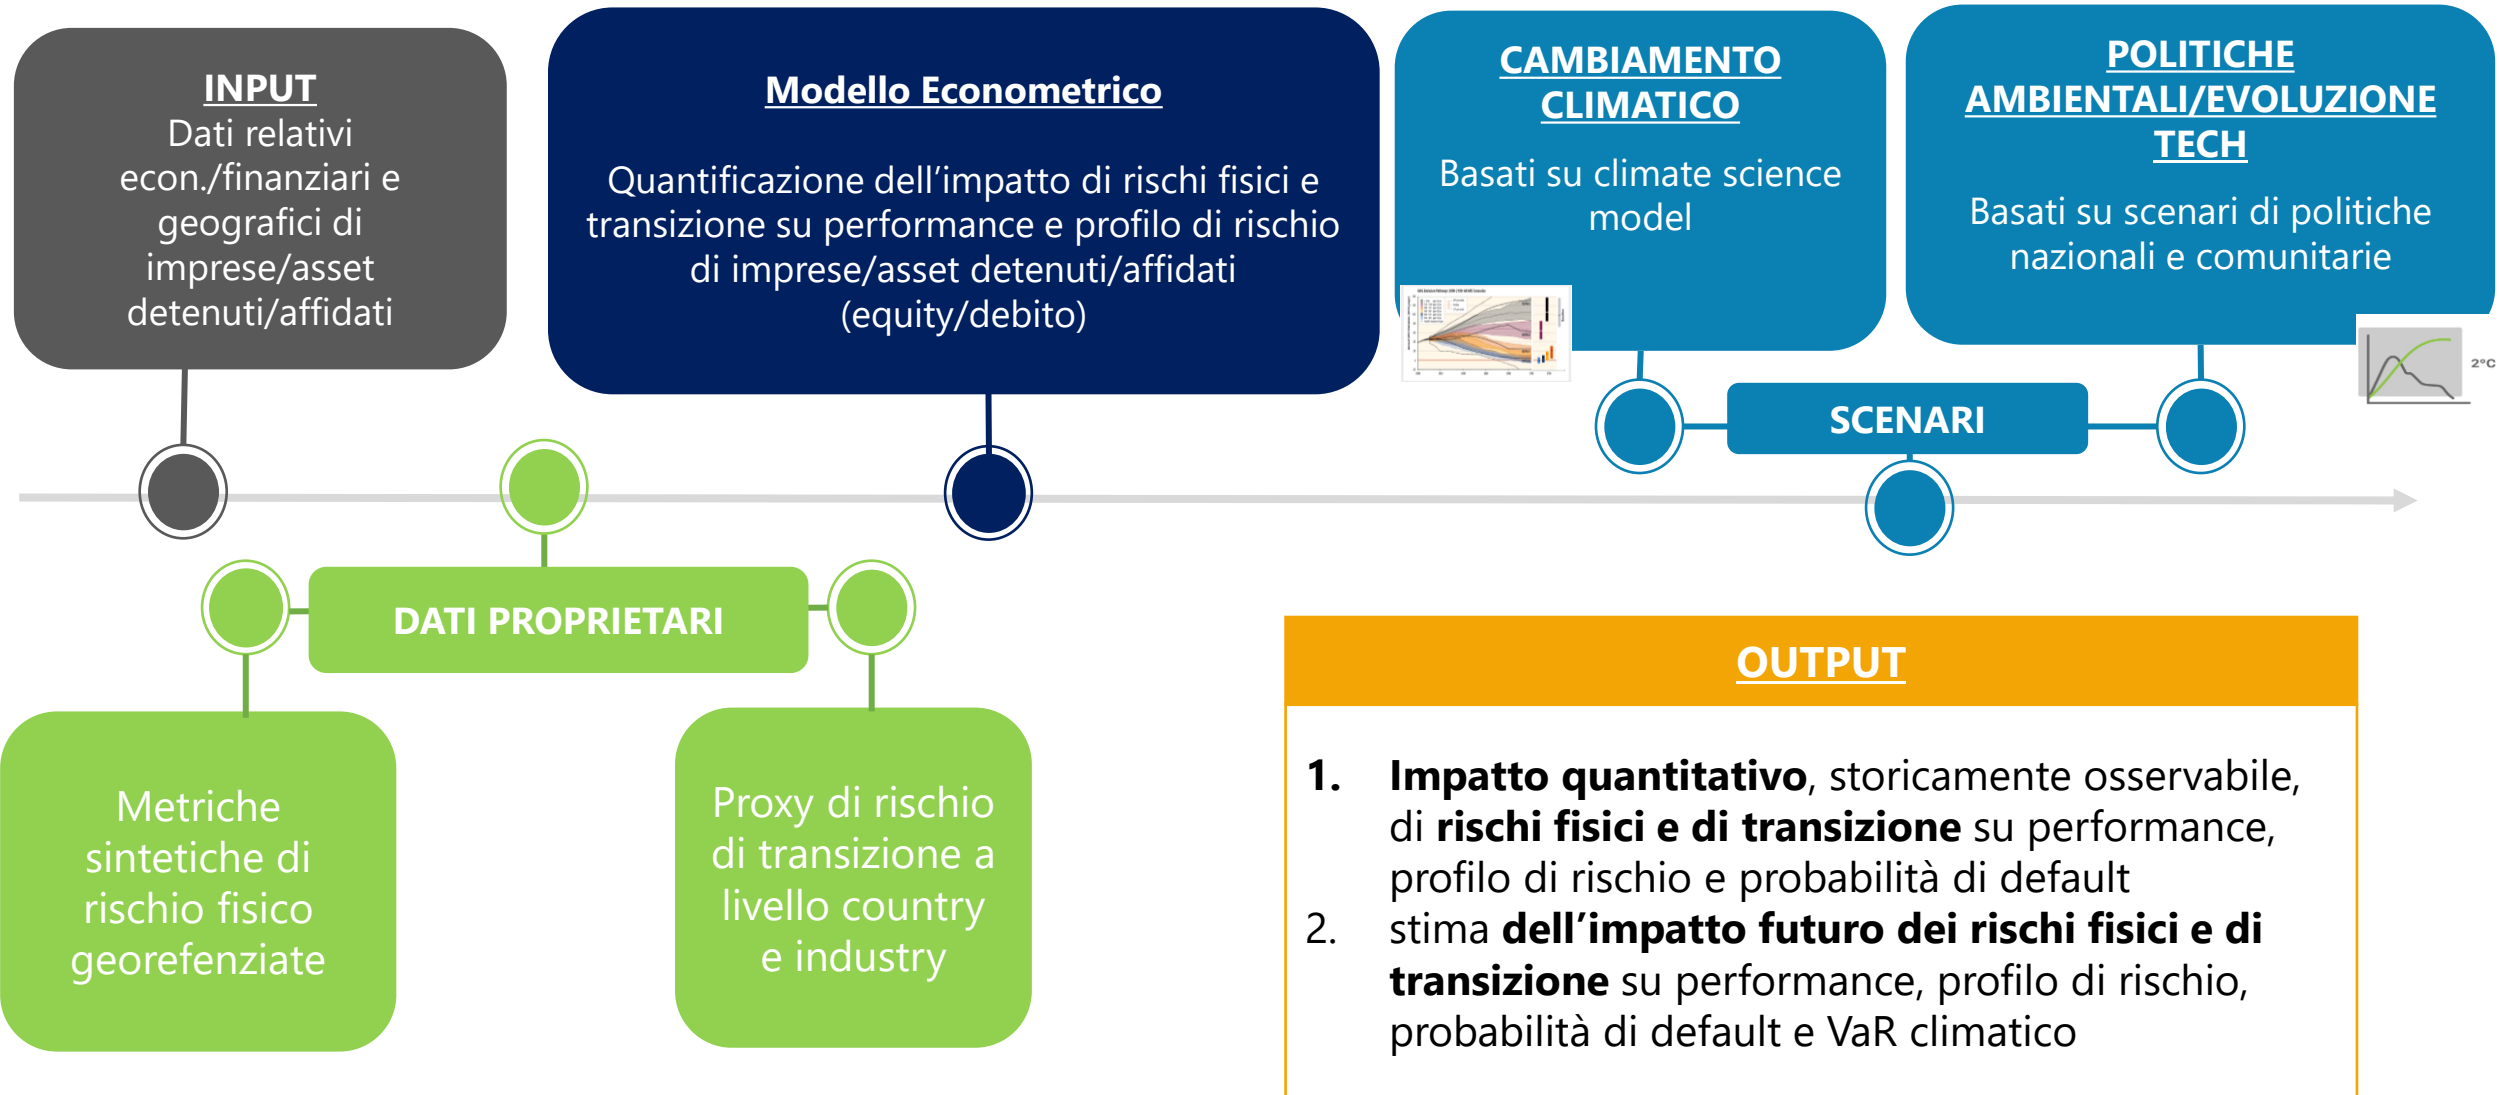 INPUT
Dati relativi
econ./finanziari e
geografici di
imprese/asset
detenuti/affidati
Modello Econometrico
Quantificazione dell’impatto di rischi fisici e
transizione su performance e profilo di rischio
di imprese/asset detenuti/affidati
(equity/debito)
CAMBIAMENTO
CLIMATICO
Basati su climate science
model
POLITICHE
AMBIENTALI/EVOLUZIONE
TECH
Basati su scenari di politiche
nazionali e comunitarie
2°C
SCENARI
DATI PROPRIETARI
Metriche
sintetiche di
rischio fisico
georefenziate
Proxy di rischio
di transizione a
livello country
e industry
OUTPUT
1. Impatto quantitativo, storicamente osservabile,
di rischi fisici e di transizione su performance,
profilo di rischio e probabilità di default
2. stima dell’impatto futuro dei rischi fisici e di
transizione su performance, profilo di rischio,
probabilità di default e VaR climatico